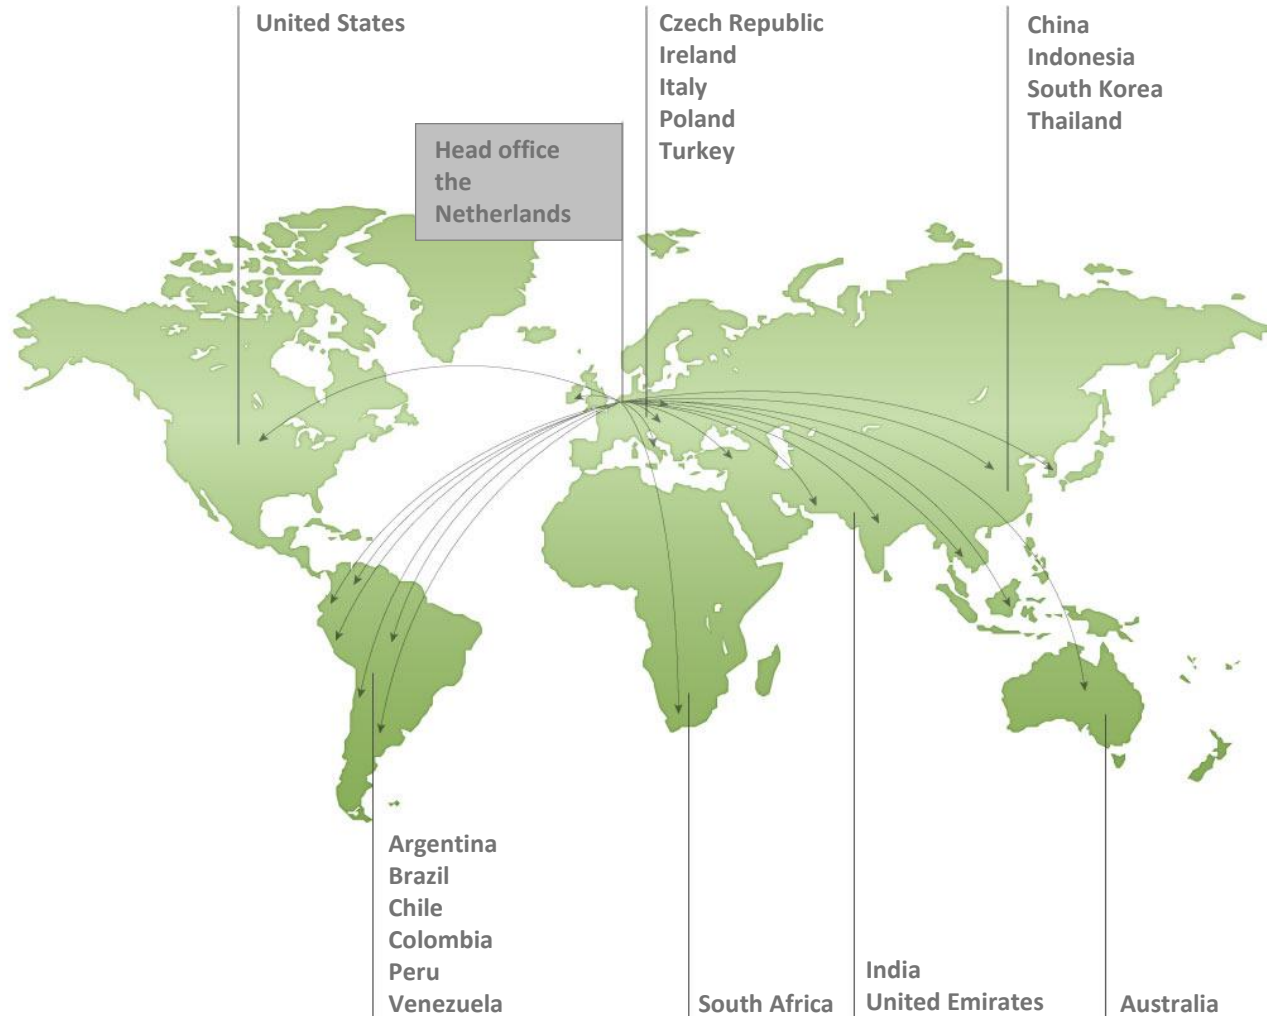 United States
Czech Republic
Ireland
Italy
Poland
Turkey
China
Indonesia
South Korea
Thailand
Head office
the
Netherlands
Argentina
Brazil
Chile
Colombia
Peru
Venezuela
South Africa
India
United Emirates
Australia